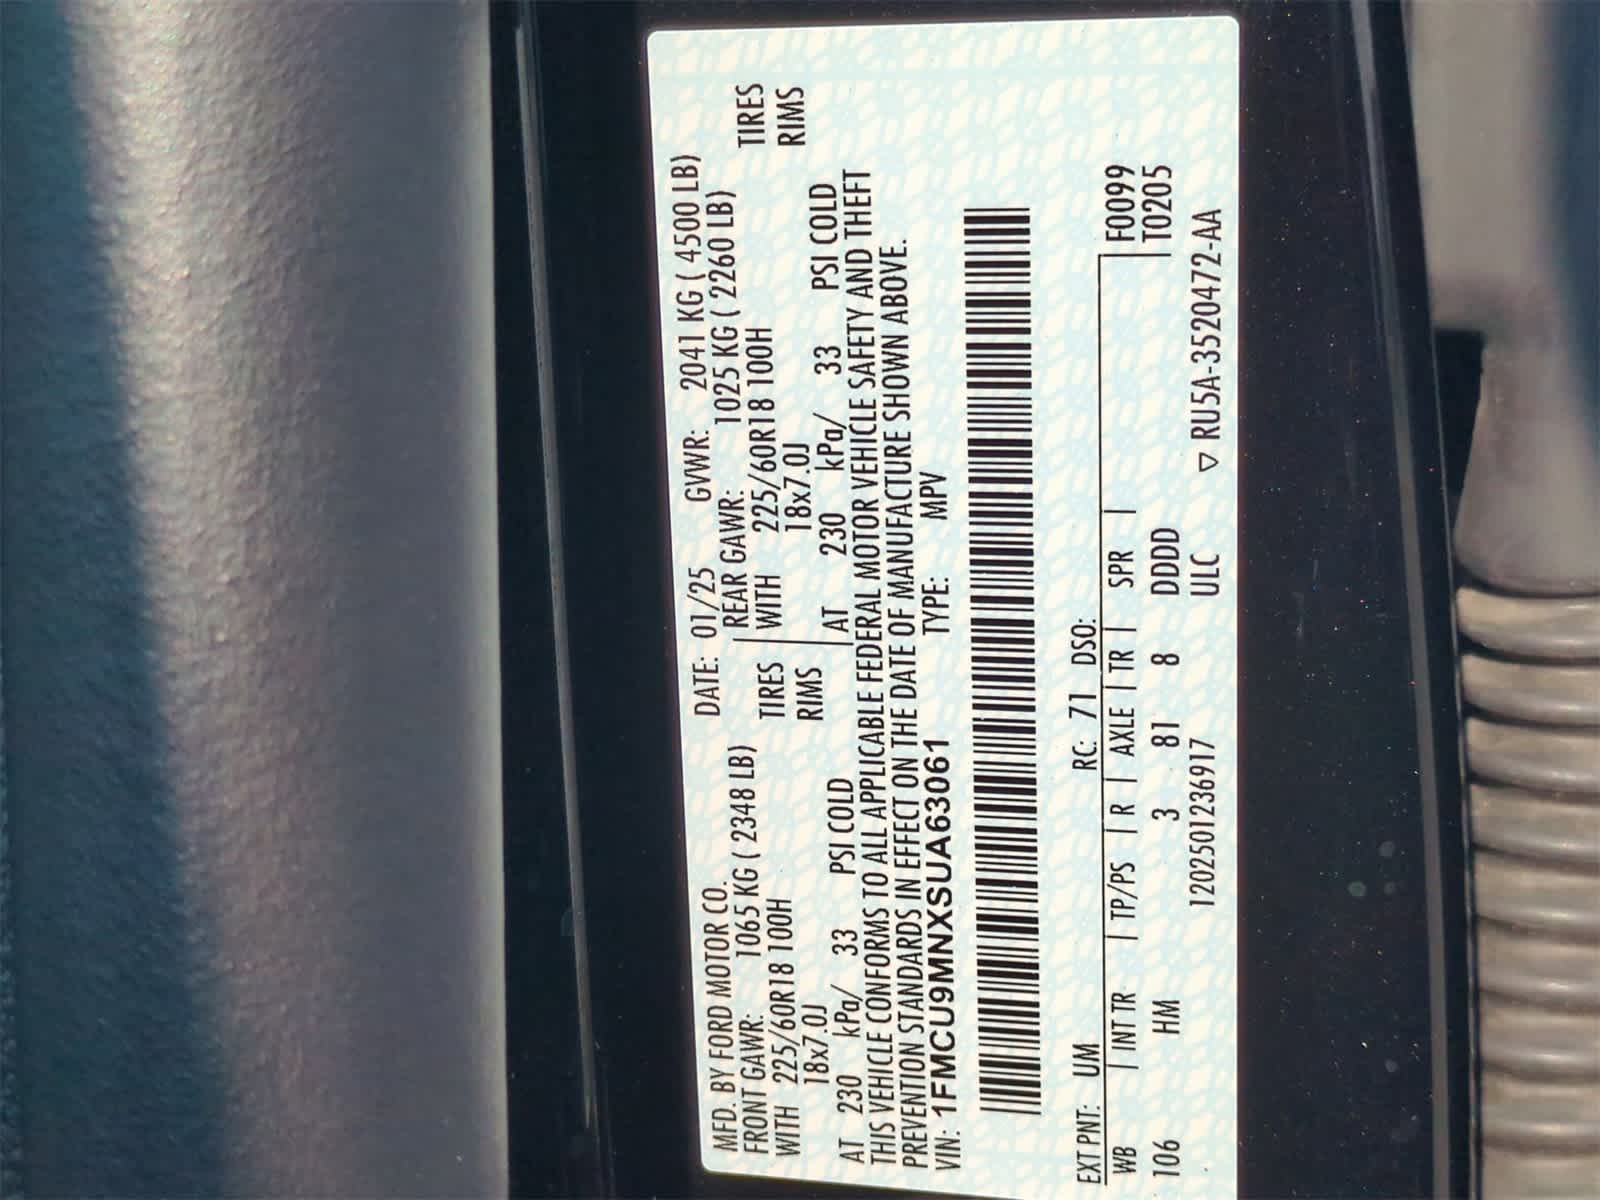 MFD. BY FORD MOTOR CO. DATE: 01/25 GVWR: 2041 KG ( 4500 LB)
FRONT GAWR: 1065 KG ( 2348 LB) REAR GAWR: 1025 KG ( 2260 LB)
WITH 225/60R18 100H TIRES WITH 225/60R18 100H TIRES
18x7.0J RIMS 18x7.0J RIMS
AT 230 kPa/ 33 PSI COLD AT 230 kPa/ 33 PSI COLD
THIS VEHICLE CONFORMS TO ALL APPLICABLE FEDERAL MOTOR VEHICLE SAFETY AND THEFT
PREVENTION STANDARDS IN EFFECT ON THE DATE OF MANUFACTURE SHOWN ABOVE.
VIN: 1FMCU9MNXSUA63061 TYPE: MPV
EXT PNT: UM RC: 71 DSO: F0099
WB | INT TR | TP/PS | R | AXLE | TR | SPR | T0205
106 HM 3 81 8 DDDD
1202501236917 ULC ▽ RU5A-3520472-AA